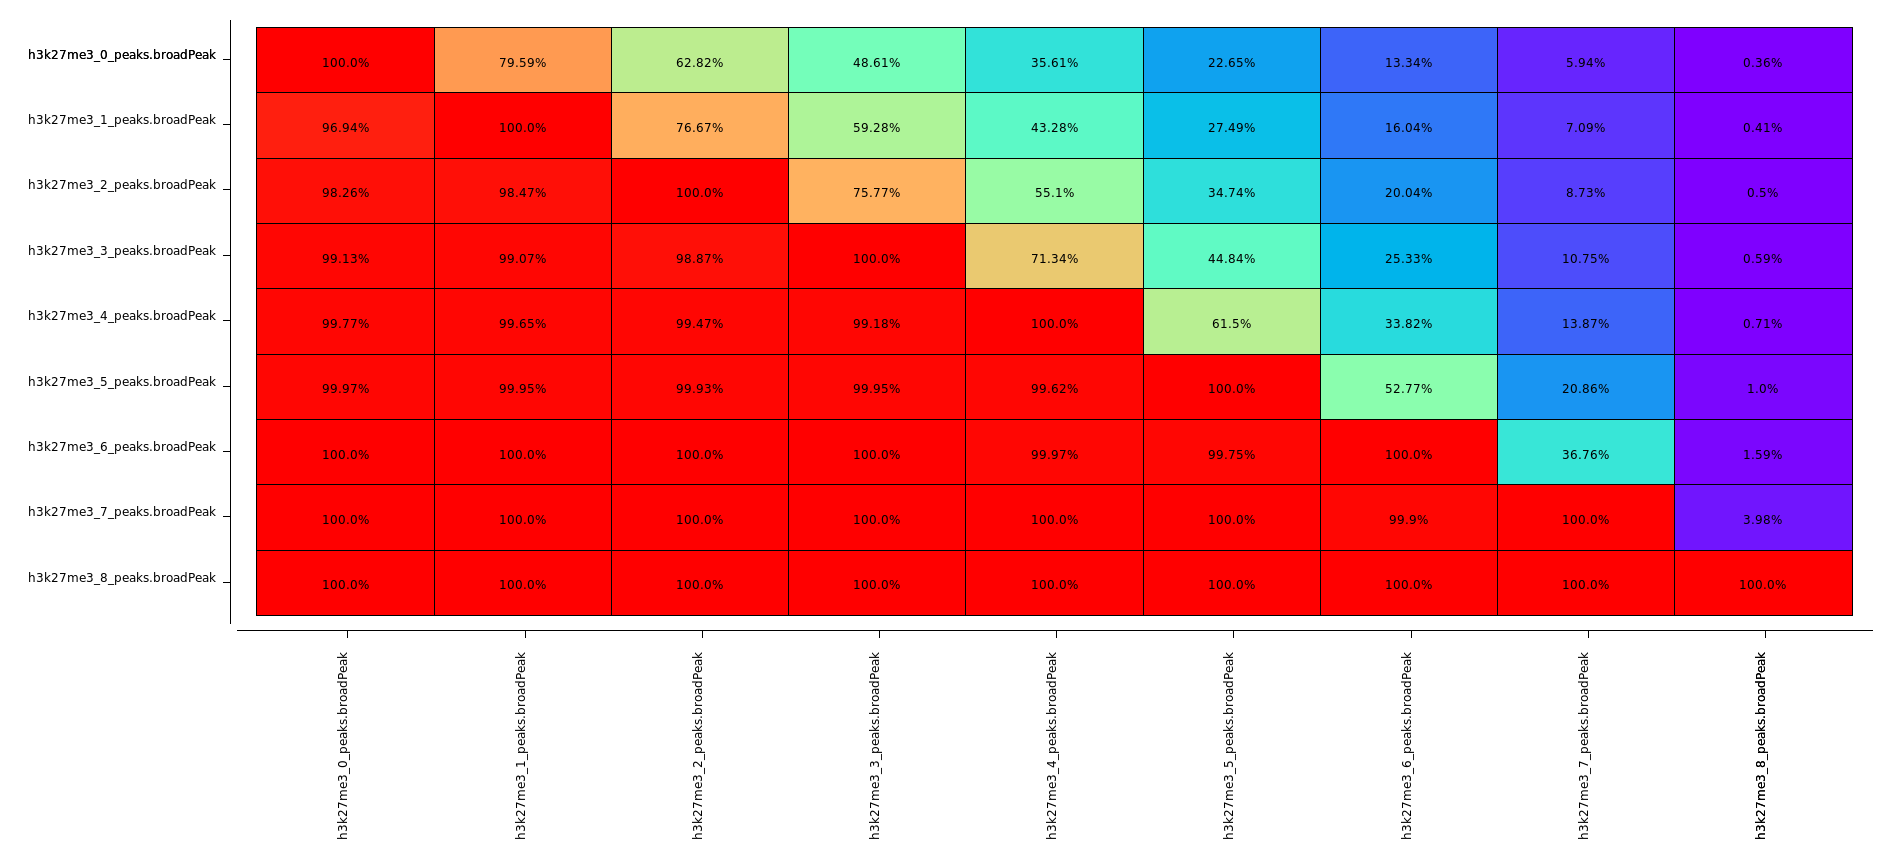 h3k27me3_0_peaks.broadPeak 100.0% 79.59% 62.82% 48.61% 35.61% 22.65% 13.34% 5.94% 0.36%
h3k27me3_1_peaks.broadPeak 96.94% 100.0% 76.67% 59.28% 43.28% 27.49% 16.04% 7.09% 0.41%
h3k27me3_2_peaks.broadPeak 98.26% 98.47% 100.0% 75.77% 55.1% 34.74% 20.04% 8.73% 0.5%
h3k27me3_3_peaks.broadPeak 99.13% 99.07% 98.87% 100.0% 71.34% 44.84% 25.33% 10.75% 0.59%
h3k27me3_4_peaks.broadPeak 99.77% 99.65% 99.47% 99.18% 100.0% 61.5% 33.82% 13.87% 0.71%
h3k27me3_5_peaks.broadPeak 99.97% 99.95% 99.93% 99.95% 99.62% 100.0% 52.77% 20.86% 1.0%
h3k27me3_6_peaks.broadPeak 100.0% 100.0% 100.0% 100.0% 99.97% 99.75% 100.0% 36.76% 1.59%
h3k27me3_7_peaks.broadPeak 100.0% 100.0% 100.0% 100.0% 100.0% 100.0% 99.9% 100.0% 3.98%
h3k27me3_8_peaks.broadPeak 100.0% 100.0% 100.0% 100.0% 100.0% 100.0% 100.0% 100.0% 100.0%
h3k27me3_0_peaks.broadPeak
h3k27me3_1_peaks.broadPeak
h3k27me3_2_peaks.broadPeak
h3k27me3_3_peaks.broadPeak
h3k27me3_4_peaks.broadPeak
h3k27me3_5_peaks.broadPeak
h3k27me3_6_peaks.broadPeak
h3k27me3_7_peaks.broadPeak
h3k27me3_8_peaks.broadPeak